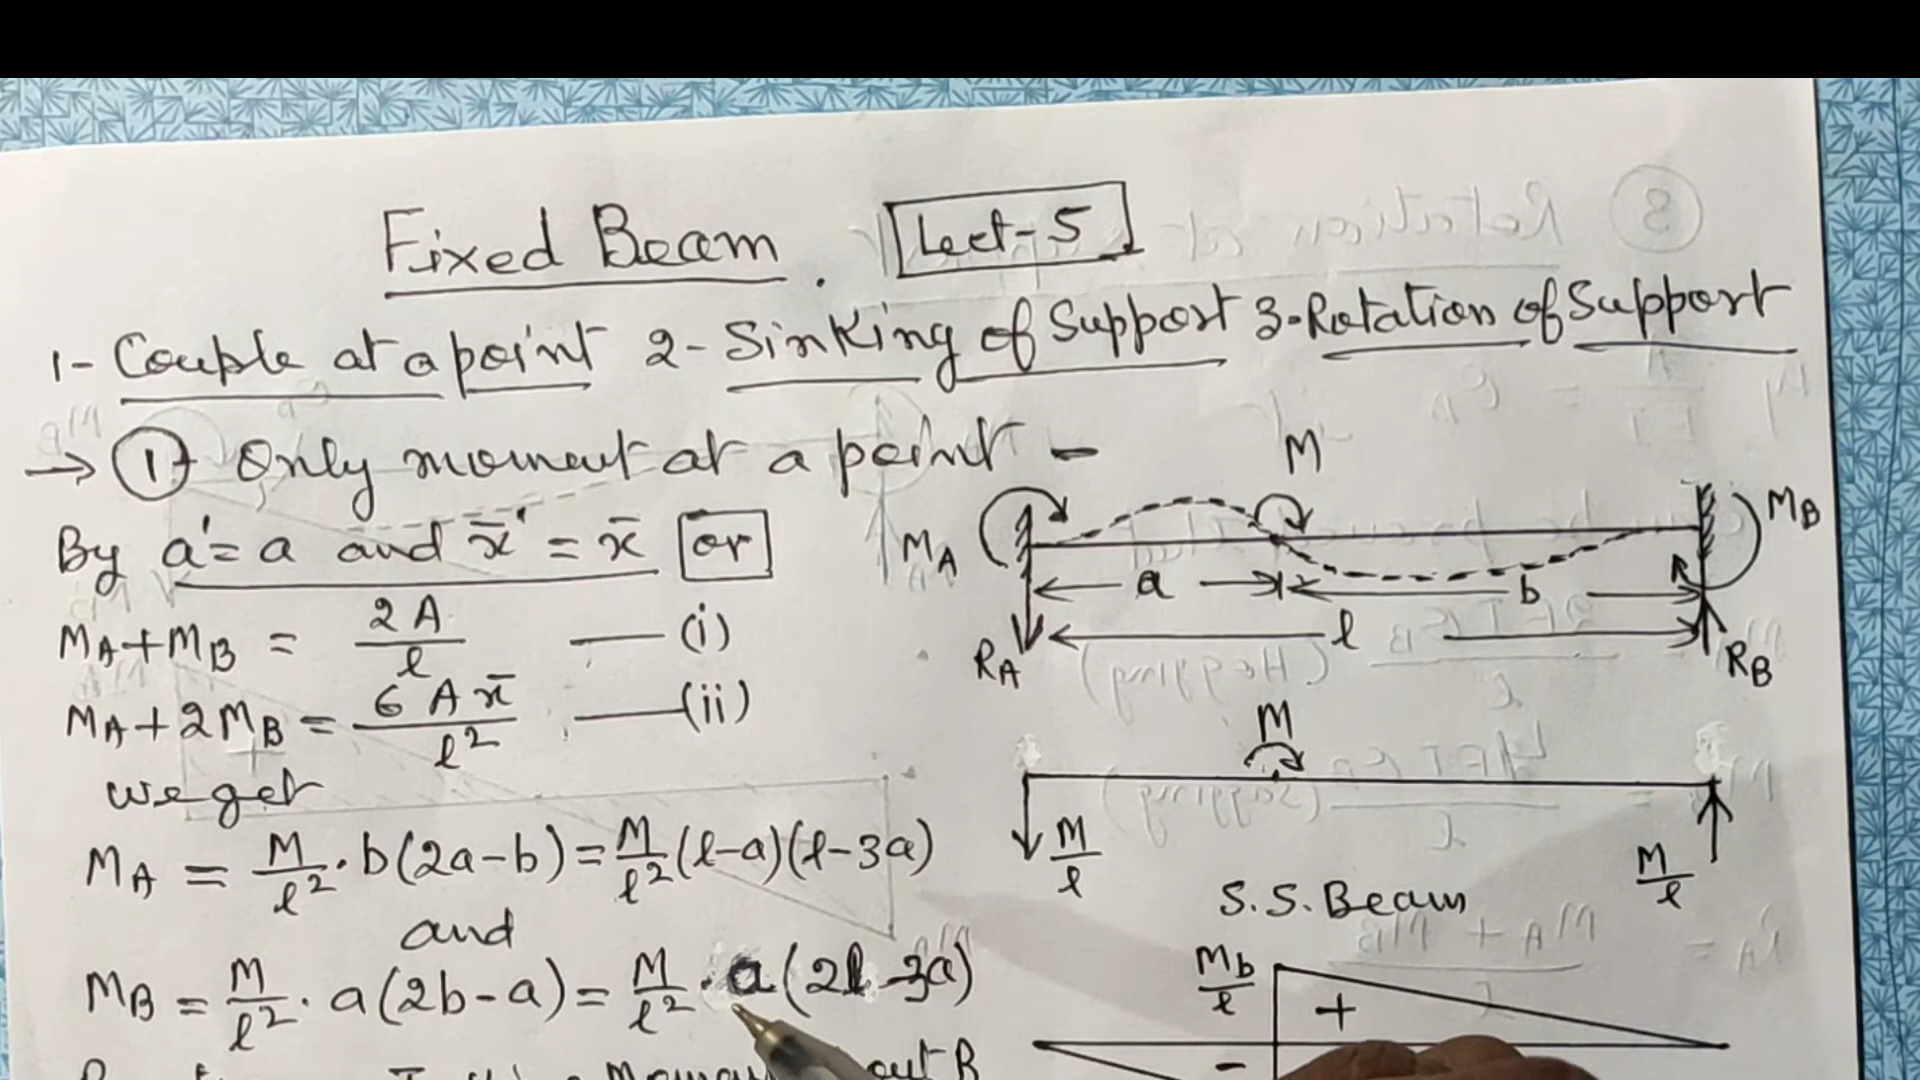 Fixed Beam. Lect-5
1- Couple at a point 2- Sinking of Support 3- Rotation of Support
→ 1 - Only moment at a point -
By a' = a and x̄' = x̄ or
M_A + M_B = 2A/l — (i)
M_A + 2M_B = 6Ax̄/l² — (ii)
we get
M_A = M/l² · b(2a-b) = M/l²(l-a)(l-3a)
and
M_B = M/l² · a(2b-a) = M/l² · a(2l-3a)
out B
M
M_A M_B
a b
l
R_A R_B
M
M/l M/l
S.S. Beam
Mb/l
+
-